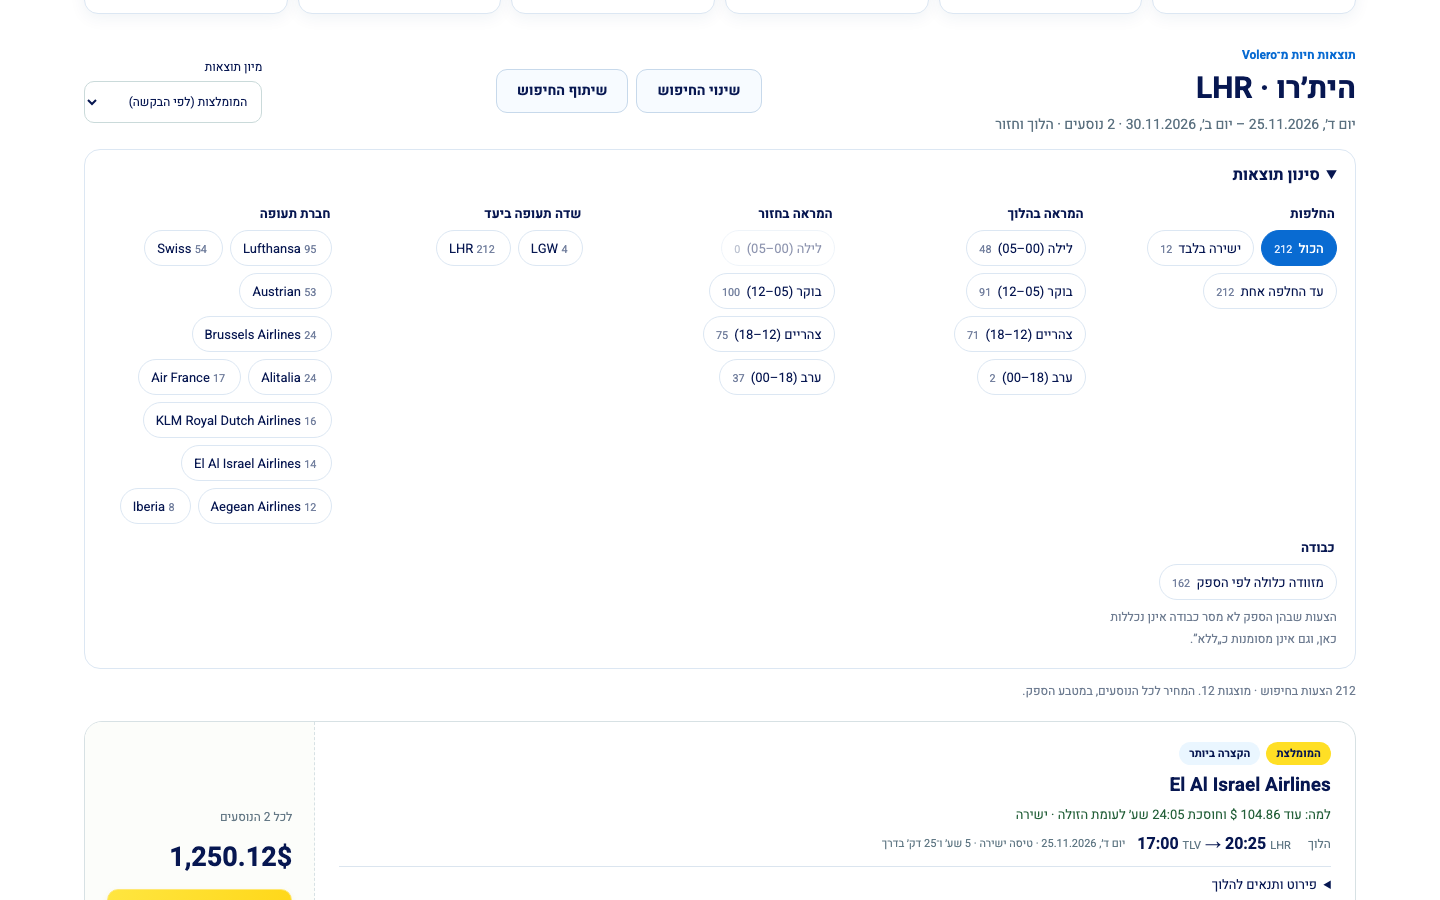 תוצאות חיות מ־Volero
הית׳רו · LHR
יום ד׳, 25.11.2026 – יום ב׳, 30.11.2026 · 2 נוסעים · הלוך וחזור
שינוי החיפוש
שיתוף החיפוש
מיון תוצאות
המומלצות (לפי הבקשה)
▼ סינון תוצאות
החלפות
הכול 212
ישירה בלבד 12
עד החלפה אחת 212
המראה בהלוך
לילה (00–05) 48
בוקר (05–12) 91
צהריים (12–18) 71
ערב (18–00) 2
המראה בחזור
לילה (00–05) 0
בוקר (05–12) 100
צהריים (12–18) 75
ערב (18–00) 37
שדה תעופה ביעד
LGW 4
LHR 212
חברת תעופה
Lufthansa 95
Swiss 54
Austrian 53
Brussels Airlines 24
Alitalia 24
Air France 17
KLM Royal Dutch Airlines 16
El Al Israel Airlines 14
Aegean Airlines 12
Iberia 8
כבודה
מזוודה כלולה לפי הספק 162
הצעות שבהן הספק לא מסר כבודה אינן נכללות
כאן, וגם אינן מסומנות כ„ללא”.
212 הצעות בחיפוש · מוצגות 12. המחיר לכל הנוסעים, במטבע הספק.
המומלצת
הקצרה ביותר
El Al Israel Airlines
למה: עוד 104.86 $ וחוסכת 24:05 שע׳ לעומת הזולה · ישירה
הלוך 17:00 TLV → 20:25 LHR יום ד׳, 25.11.2026 · טיסה ישירה · 5 שע׳ ו־25 דק׳ בדרך
◀ פירוט ותנאים להלוך
לכל 2 הנוסעים
1,250.12$